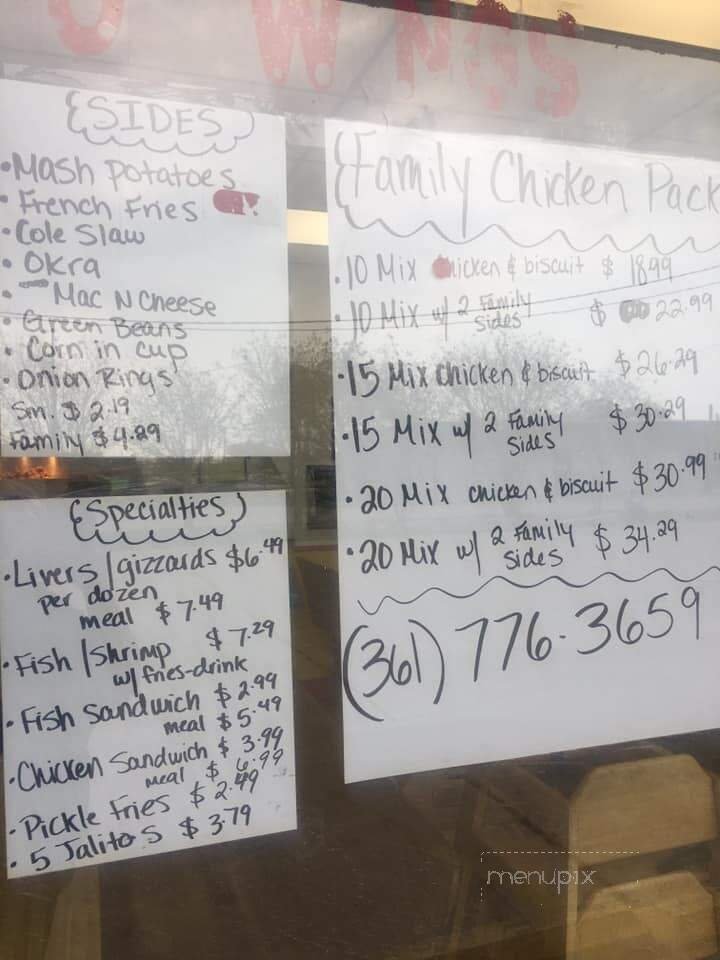 WNGS
SIDES
•Mash Potatoes
•French Fries
•Cole Slaw
•Okra
•Mac N Cheese
•Green Beans
•Corn in cup
•Onion Rings
Sm. $2.19
Family $4.29
Specialties
•Livers/gizzards $6.49
per dozen
meal $7.49
•Fish/Shrimp $7.29
w/ fries-drink
•Fish Sandwich $2.99
meal $5.49
•Chicken Sandwich $3.99
meal $6.99
•Pickle Fries $2.49
•5 Jalitos $3.79
Family Chicken Pack
•10 Mix chicken & biscuit $18.99
•10 Mix w/ 2 Family Sides $22.99
•15 Mix chicken & biscuit $26.29
•15 Mix w/ 2 Family Sides $30.29
•20 Mix chicken & biscuit $30.99
•20 Mix w/ 2 Family Sides $34.29
(361) 776-3659
menupix